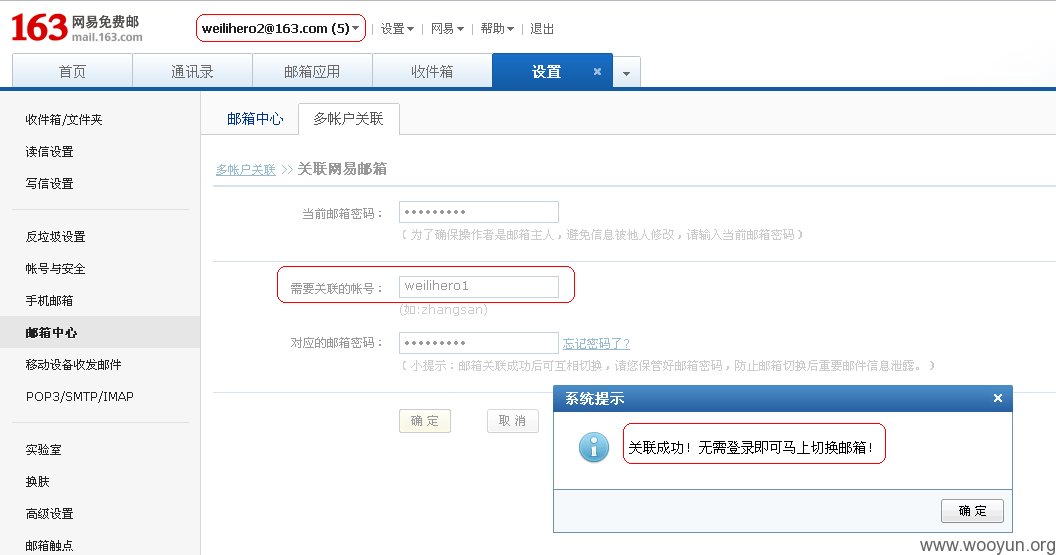 163 网易免费邮
mail.163.com
weilihero2@163.com (5) | 设置 | 网易 | 帮助 | 退出
首页 通讯录 邮箱应用 收件箱 设置 ×
收件箱/文件夹
读信设置
写信设置
反垃圾设置
帐号与安全
手机邮箱
邮箱中心
移动设备收发邮件
POP3/SMTP/IMAP
实验室
换肤
高级设置
邮箱触点
邮箱中心 多帐户关联
多帐户关联 >> 关联网易邮箱
当前邮箱密码：
（为了确保操作者是邮箱主人，避免信息被他人修改，请输入当前邮箱密码）
需要关联的帐号： weilihero1
(如:zhangsan)
对应的邮箱密码： 忘记密码了?
（小提示：邮箱关联成功后可互相切换，请您保管好邮箱密码，防止邮箱切换后重要邮件信息泄露。）
确 定 取 消
系统提示 ×
关联成功！无需登录即可马上切换邮箱！
确 定
www.wooyun.org